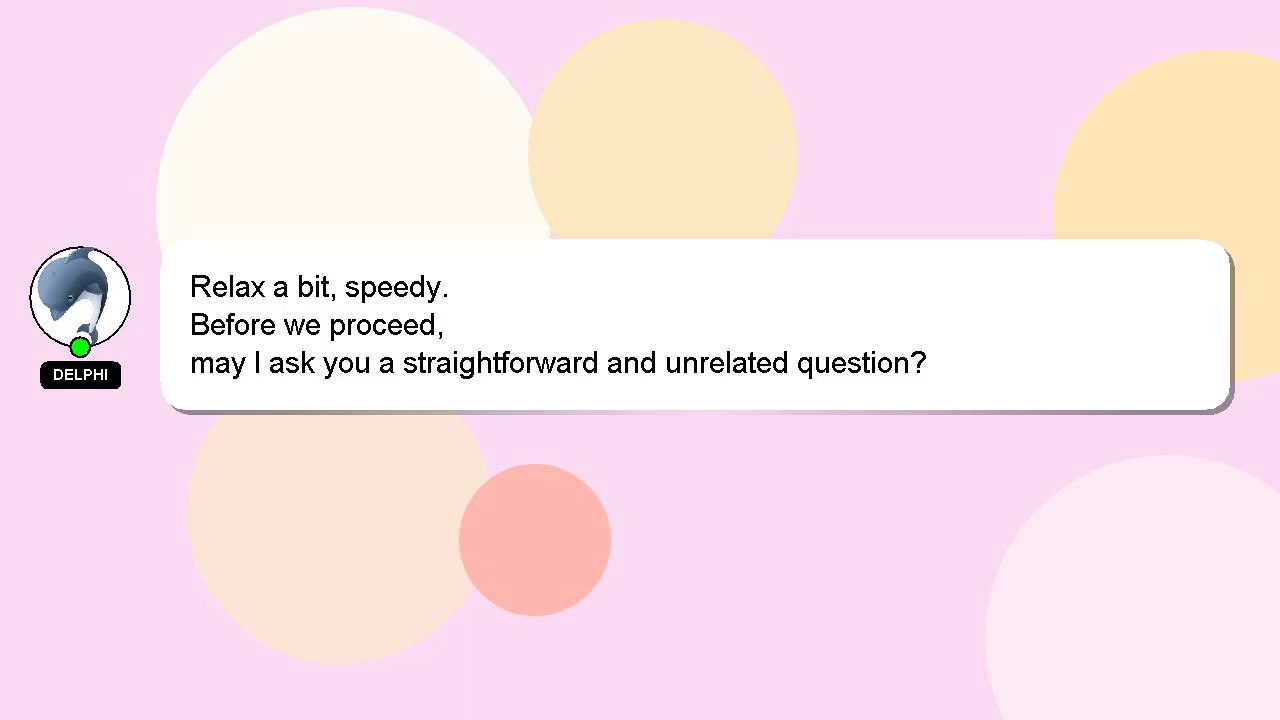 Relax a bit, speedy.
Before we proceed,
may I ask you a straightforward and unrelated question?
DELPHI